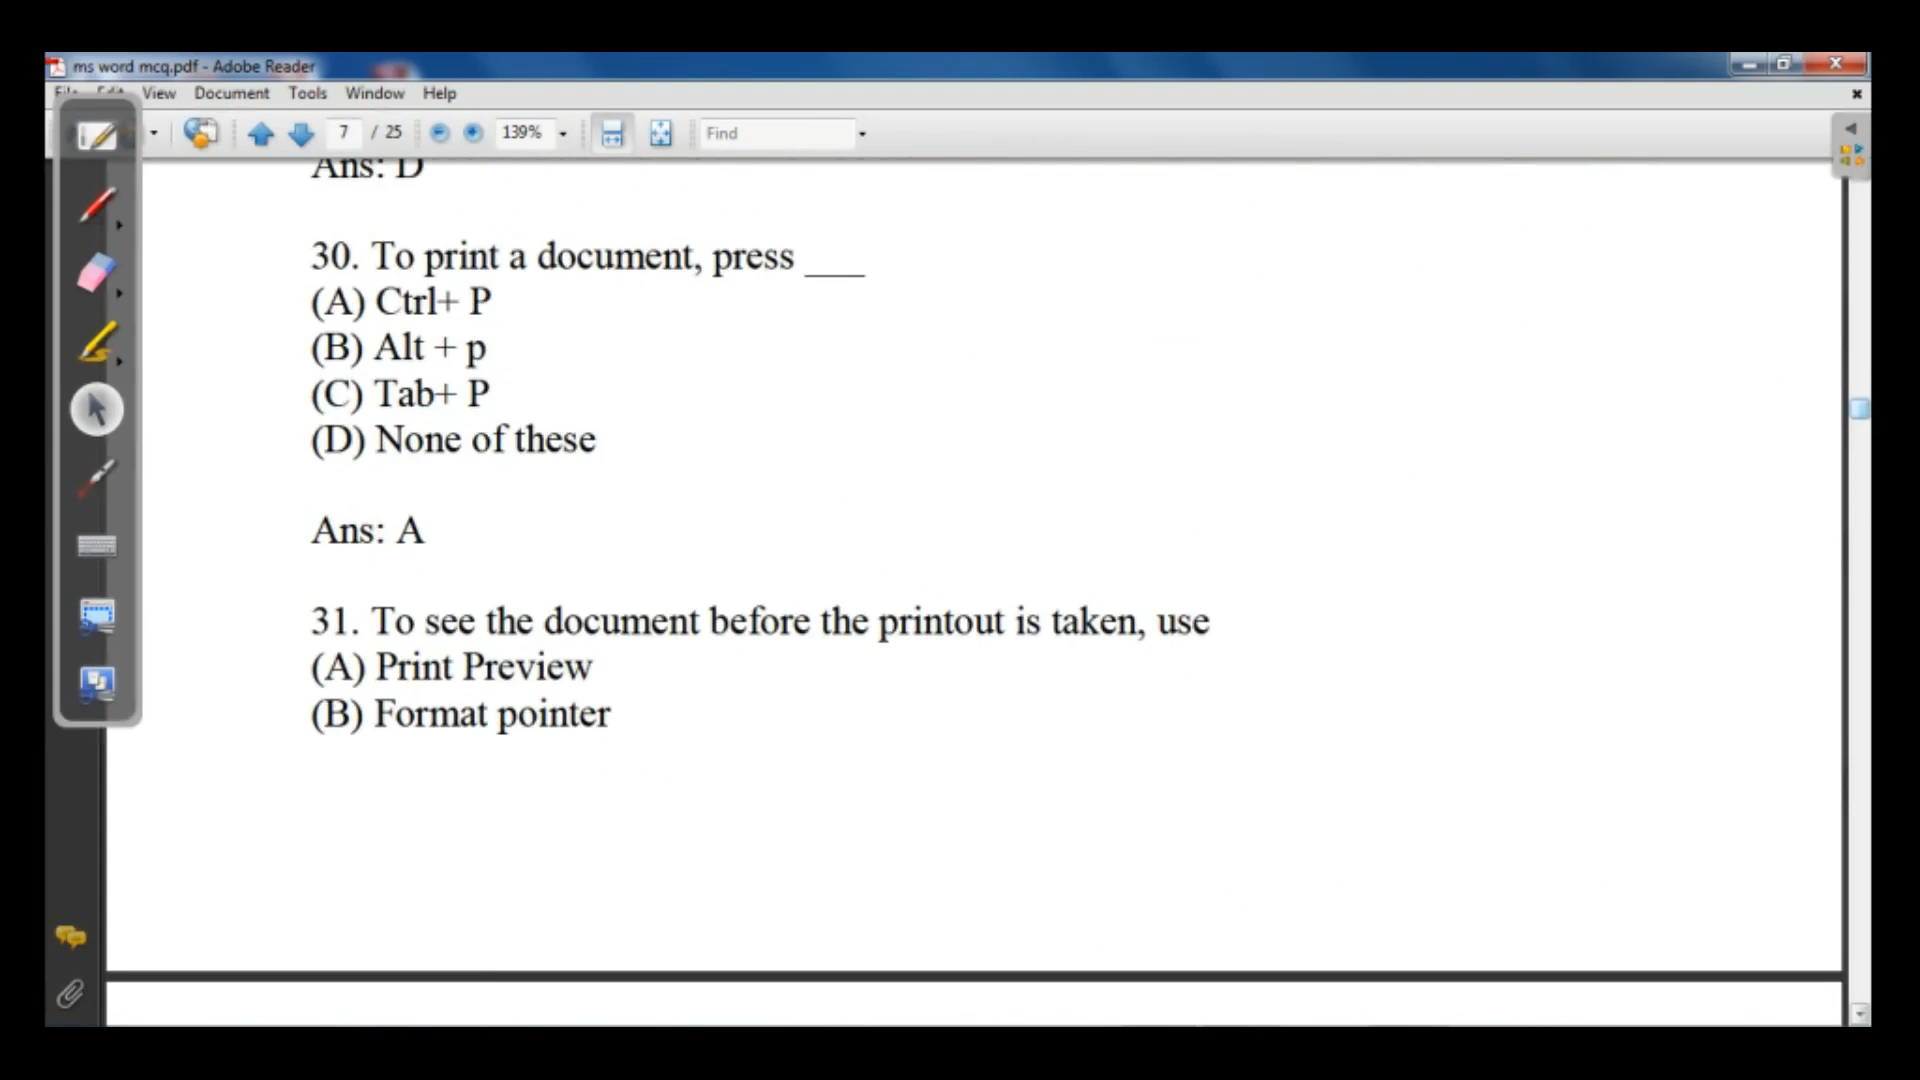 ms word mcq.pdf - Adobe Reader
File Edit View Document Tools Window Help
7 / 25 139% Find
Ans: D
30. To print a document, press ___
(A) Ctrl+ P
(B) Alt + p
(C) Tab+ P
(D) None of these
Ans: A
31. To see the document before the printout is taken, use
(A) Print Preview
(B) Format pointer